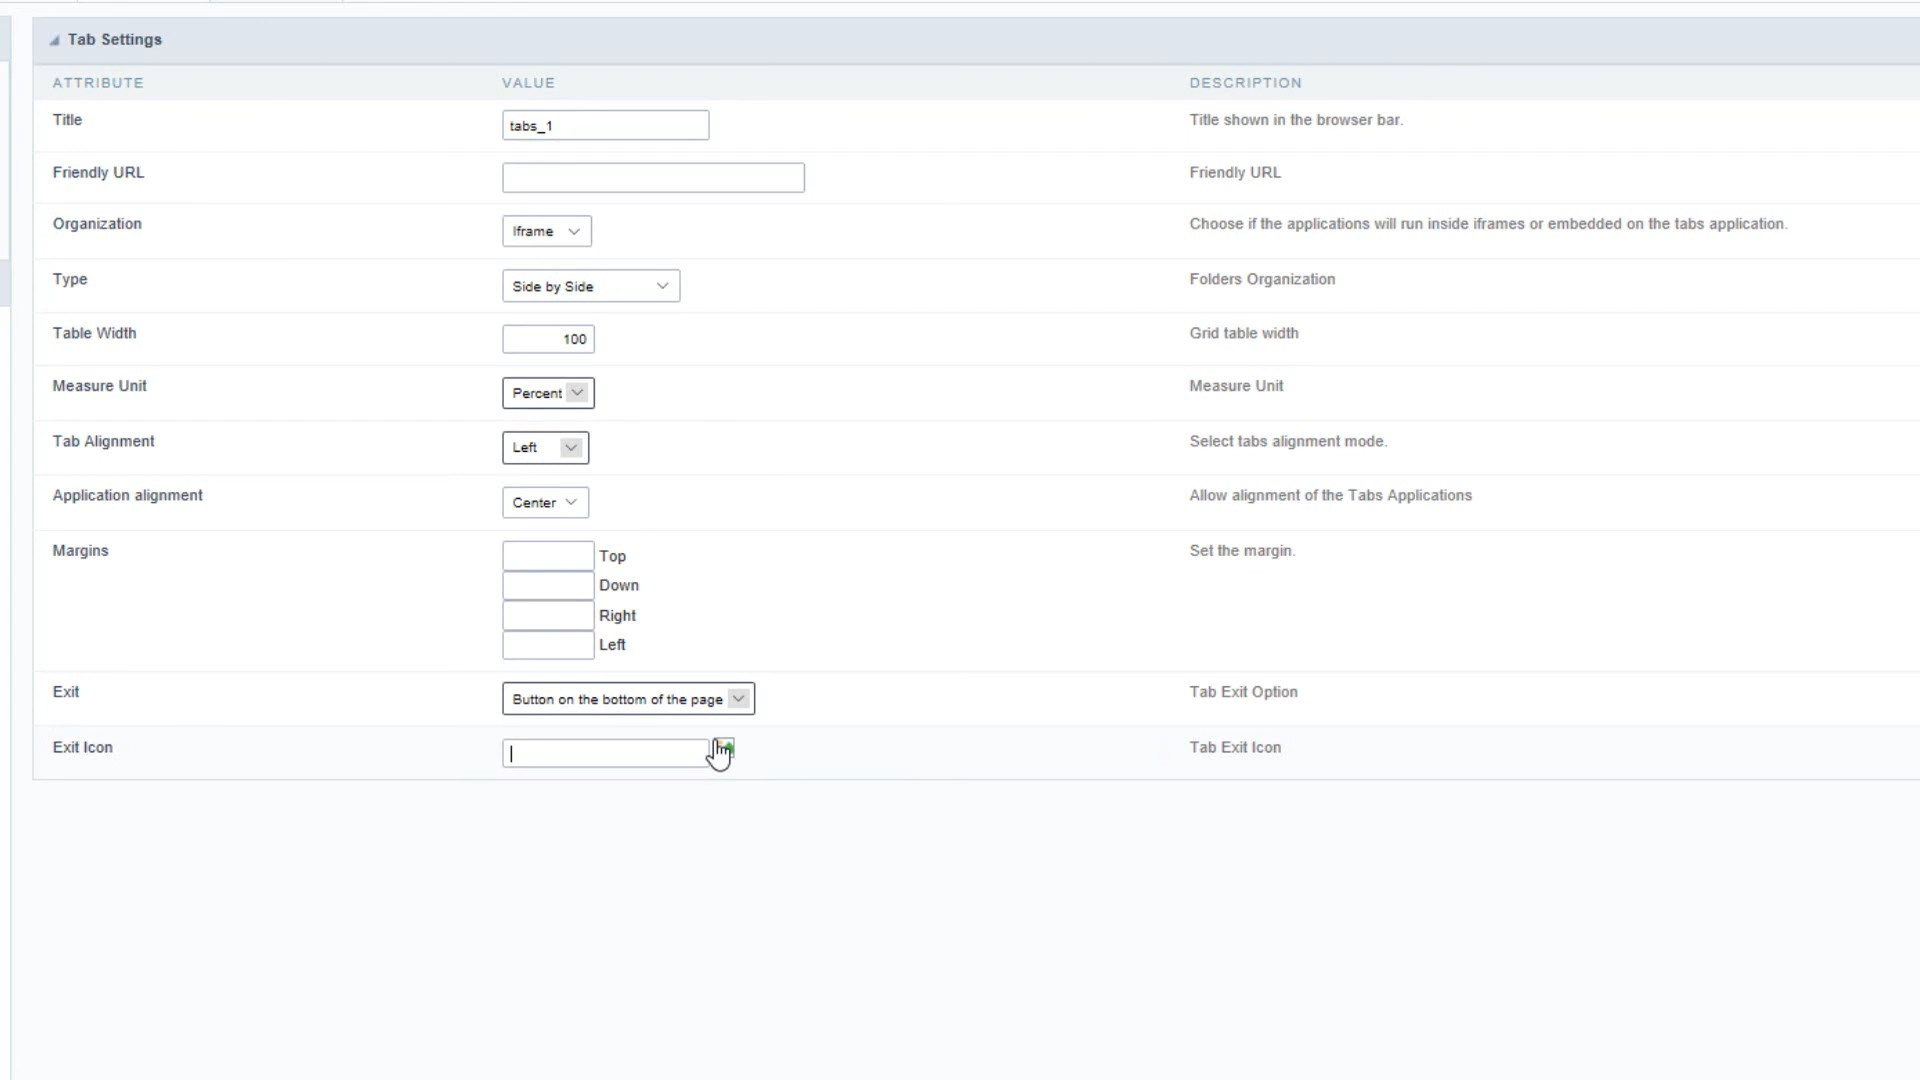 Tab Settings
ATTRIBUTE VALUE DESCRIPTION
Title tabs_1 Title shown in the browser bar.
Friendly URL Friendly URL
Organization Iframe Choose if the applications will run inside iframes or embedded on the tabs application.
Type Side by Side Folders Organization
Table Width 100 Grid table width
Measure Unit Percent Measure Unit
Tab Alignment Left Select tabs alignment mode.
Application alignment Center Allow alignment of the Tabs Applications
Margins Top Set the margin.
Down
Right
Left
Exit Button on the bottom of the page Tab Exit Option
Exit Icon Tab Exit Icon